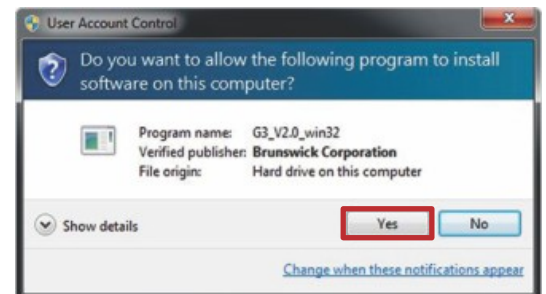 User Account Control
Do you want to allow the following program to install
software on this computer?
Program name: G3_V2.0_win32
Verified publisher: Brunswick Corporation
File origin: Hard drive on this computer
Show details
Yes
No
Change when these notifications appear